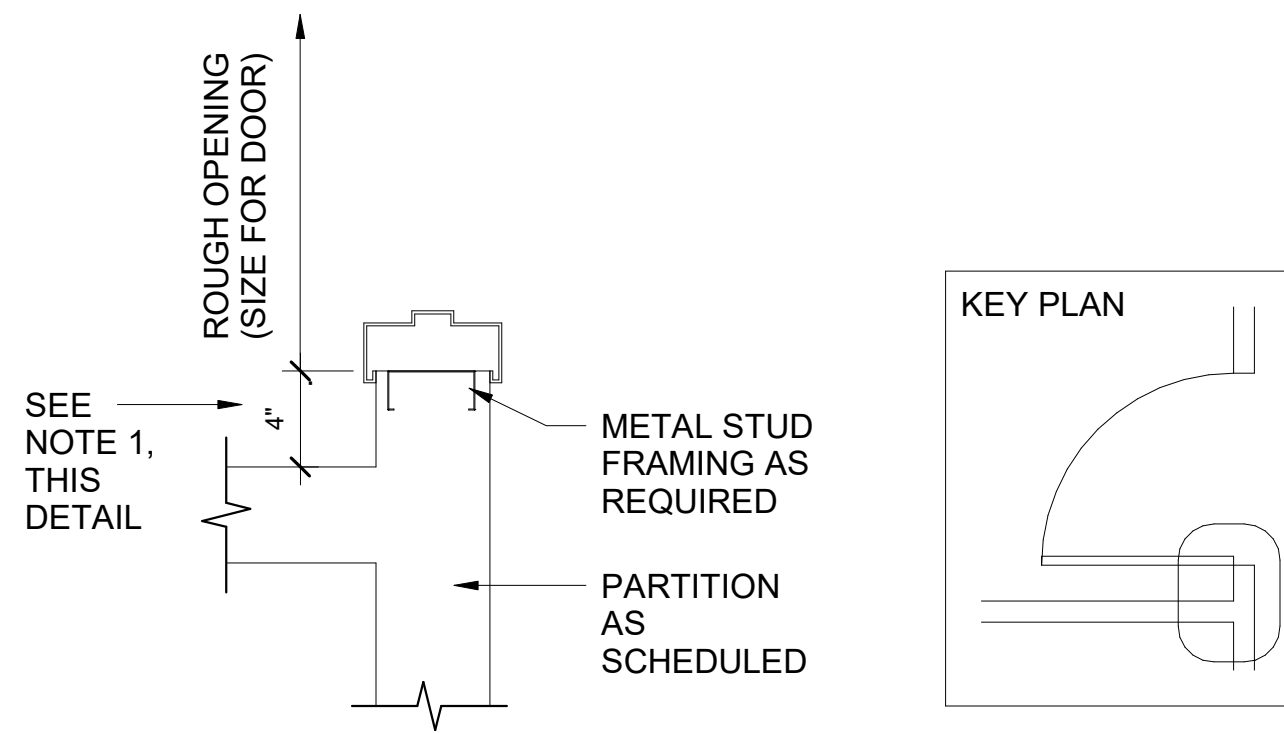 ROUGH OPENING
(SIZE FOR DOOR)
SEE
NOTE 1,
THIS
DETAIL
4"
METAL STUD
FRAMING AS
REQUIRED
PARTITION
AS
SCHEDULED
KEY PLAN